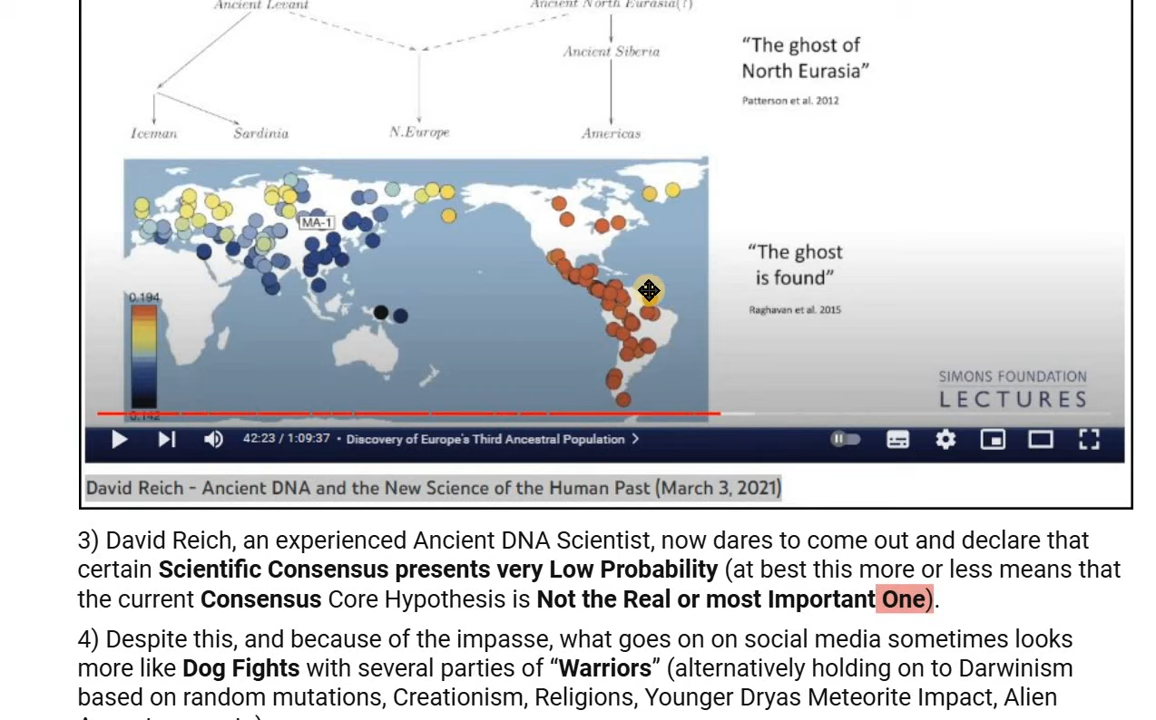 Ancient Levant
Ancient North Eurasia(?)
Ancient Siberia
"The ghost of
North Eurasia"
Patterson et al. 2012
Iceman
Sardinia
N.Europe
Americas
MA-1
"The ghost
is found"
Raghavan et al. 2015
0.194
0.142
SIMONS FOUNDATION
LECTURES
42:23 / 1:09:37 • Discovery of Europe's Third Ancestral Population >
David Reich - Ancient DNA and the New Science of the Human Past (March 3, 2021)
3) David Reich, an experienced Ancient DNA Scientist, now dares to come out and declare that
certain Scientific Consensus presents very Low Probability (at best this more or less means that
the current Consensus Core Hypothesis is Not the Real or most Important One).
4) Despite this, and because of the impasse, what goes on on social media sometimes looks
more like Dog Fights with several parties of “Warriors” (alternatively holding on to Darwinism
based on random mutations, Creationism, Religions, Younger Dryas Meteorite Impact, Alien